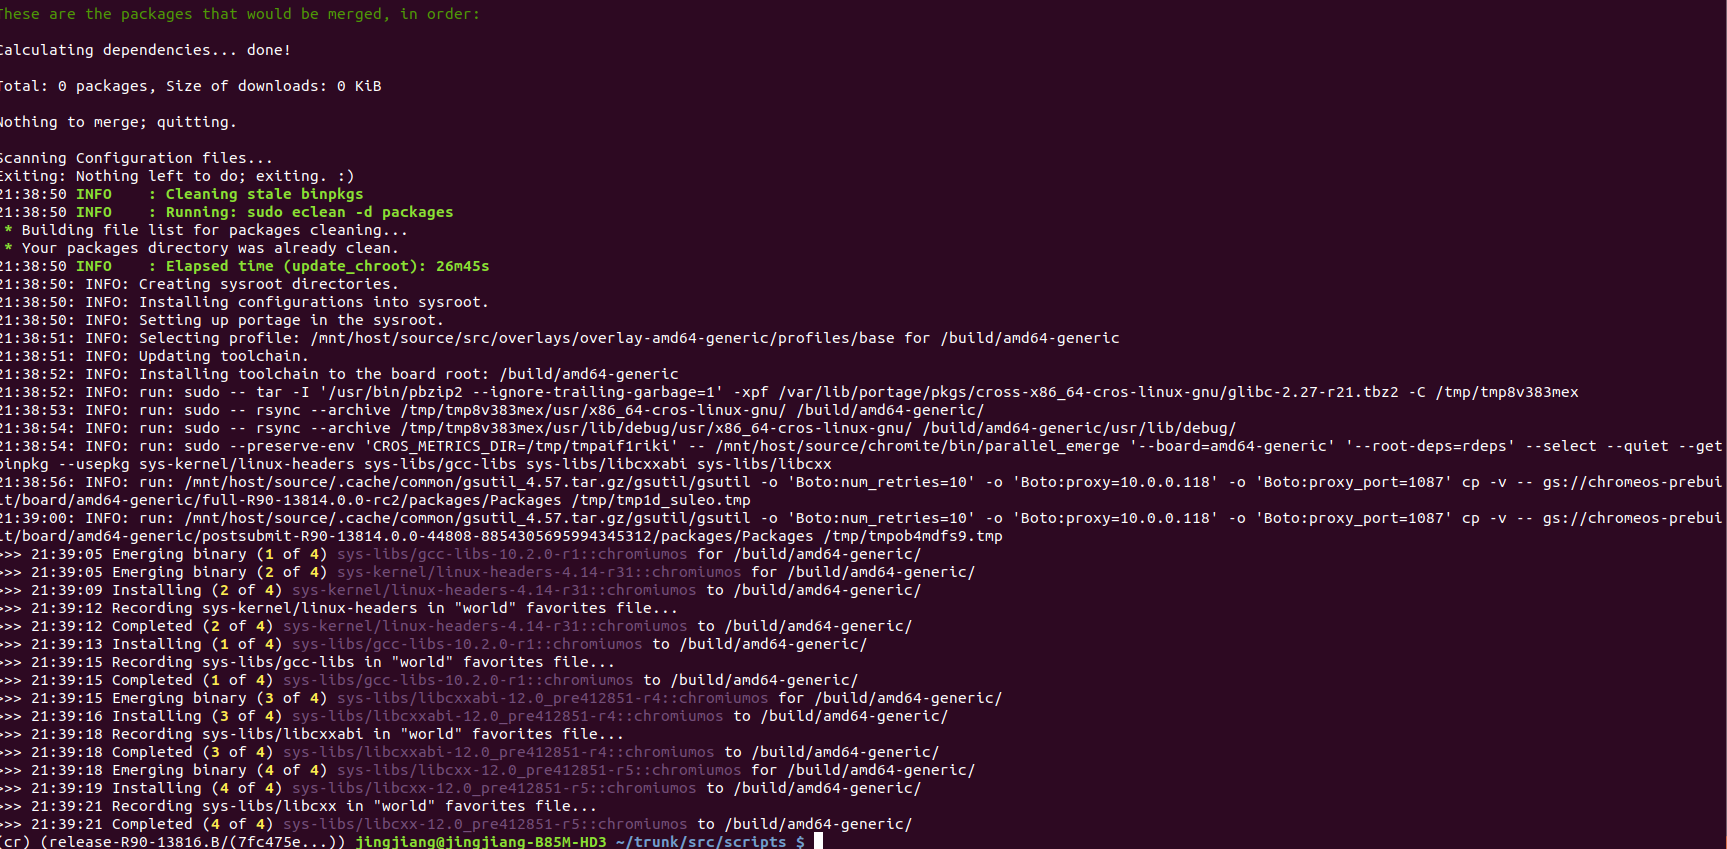 These are the packages that would be merged, in order:
Calculating dependencies... done!
Total: 0 packages, Size of downloads: 0 KiB
Nothing to merge; quitting.
Scanning Configuration files...
Exiting: Nothing left to do; exiting. :)
21:38:50 INFO    : Cleaning stale binpkgs
21:38:50 INFO    : Running: sudo eclean -d packages
 * Building file list for packages cleaning...
 * Your packages directory was already clean.
21:38:50 INFO    : Elapsed time (update_chroot): 26m45s
21:38:50: INFO: Creating sysroot directories.
21:38:50: INFO: Installing configurations into sysroot.
21:38:50: INFO: Setting up portage in the sysroot.
21:38:51: INFO: Selecting profile: /mnt/host/source/src/overlays/overlay-amd64-generic/profiles/base for /build/amd64-generic
21:38:51: INFO: Updating toolchain.
21:38:52: INFO: Installing toolchain to the board root: /build/amd64-generic
21:38:52: INFO: run: sudo -- tar -I '/usr/bin/pbzip2 --ignore-trailing-garbage=1' -xpf /var/lib/portage/pkgs/cross-x86_64-cros-linux-gnu/glibc-2.27-r21.tbz2 -C /tmp/tmp8v383mex
21:38:53: INFO: run: sudo -- rsync --archive /tmp/tmp8v383mex/usr/x86_64-cros-linux-gnu/ /build/amd64-generic/
21:38:54: INFO: run: sudo -- rsync --archive /tmp/tmp8v383mex/usr/lib/debug/usr/x86_64-cros-linux-gnu/ /build/amd64-generic/usr/lib/debug/
21:38:54: INFO: run: sudo --preserve-env 'CROS_METRICS_DIR=/tmp/tmpaif1riki' -- /mnt/host/source/chromite/bin/parallel_emerge '--board=amd64-generic' '--root-deps=rdeps' --select --quiet --get
binpkg --usepkg sys-kernel/linux-headers sys-libs/gcc-libs sys-libs/libcxxabi sys-libs/libcxx
21:38:56: INFO: run: /mnt/host/source/.cache/common/gsutil_4.57.tar.gz/gsutil/gsutil -o 'Boto:num_retries=10' -o 'Boto:proxy=10.0.0.118' -o 'Boto:proxy_port=1087' cp -v -- gs://chromeos-prebui
lt/board/amd64-generic/full-R90-13814.0.0-rc2/packages/Packages /tmp/tmp1d_suleo.tmp
21:39:00: INFO: run: /mnt/host/source/.cache/common/gsutil_4.57.tar.gz/gsutil/gsutil -o 'Boto:num_retries=10' -o 'Boto:proxy=10.0.0.118' -o 'Boto:proxy_port=1087' cp -v -- gs://chromeos-prebui
lt/board/amd64-generic/postsubmit-R90-13814.0.0-44808-8854305695994345312/packages/Packages /tmp/tmpob4mdfs9.tmp
>>> 21:39:05 Emerging binary (1 of 4) sys-libs/gcc-libs-10.2.0-r1::chromiumos for /build/amd64-generic/
>>> 21:39:05 Emerging binary (2 of 4) sys-kernel/linux-headers-4.14-r31::chromiumos for /build/amd64-generic/
>>> 21:39:09 Installing (2 of 4) sys-kernel/linux-headers-4.14-r31::chromiumos to /build/amd64-generic/
>>> 21:39:12 Recording sys-kernel/linux-headers in "world" favorites file...
>>> 21:39:12 Completed (2 of 4) sys-kernel/linux-headers-4.14-r31::chromiumos to /build/amd64-generic/
>>> 21:39:13 Installing (1 of 4) sys-libs/gcc-libs-10.2.0-r1::chromiumos to /build/amd64-generic/
>>> 21:39:15 Recording sys-libs/gcc-libs in "world" favorites file...
>>> 21:39:15 Completed (1 of 4) sys-libs/gcc-libs-10.2.0-r1::chromiumos to /build/amd64-generic/
>>> 21:39:15 Emerging binary (3 of 4) sys-libs/libcxxabi-12.0_pre412851-r4::chromiumos for /build/amd64-generic/
>>> 21:39:16 Installing (3 of 4) sys-libs/libcxxabi-12.0_pre412851-r4::chromiumos to /build/amd64-generic/
>>> 21:39:18 Recording sys-libs/libcxxabi in "world" favorites file...
>>> 21:39:18 Completed (3 of 4) sys-libs/libcxxabi-12.0_pre412851-r4::chromiumos to /build/amd64-generic/
>>> 21:39:18 Emerging binary (4 of 4) sys-libs/libcxx-12.0_pre412851-r5::chromiumos for /build/amd64-generic/
>>> 21:39:19 Installing (4 of 4) sys-libs/libcxx-12.0_pre412851-r5::chromiumos to /build/amd64-generic/
>>> 21:39:21 Recording sys-libs/libcxx in "world" favorites file...
>>> 21:39:21 Completed (4 of 4) sys-libs/libcxx-12.0_pre412851-r5::chromiumos to /build/amd64-generic/
(cr) (release-R90-13816.B/(7fc475e...)) jingjiang@jingjiang-B85M-HD3 ~/trunk/src/scripts $